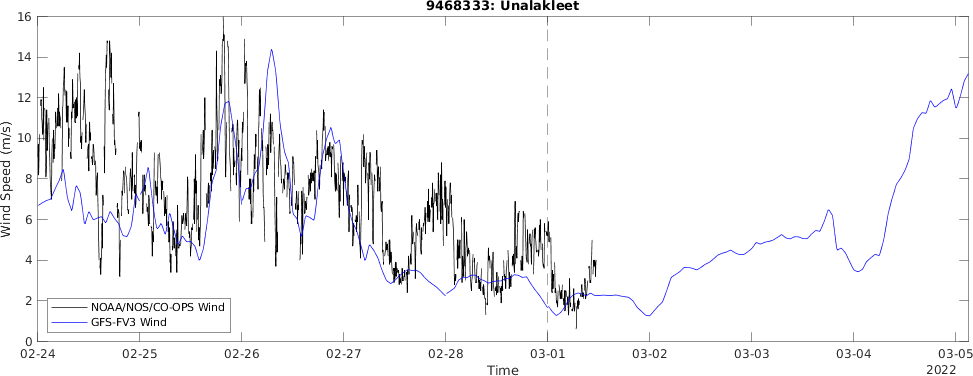 9468333: Unalakleet
16
14
12
10
8
6
4
2
0
Wind Speed (m/s)
NOAA/NOS/CO-OPS Wind
GFS-FV3 Wind
02-24 02-25 02-26 02-27 02-28 03-01 03-02 03-03 03-04 03-05
Time
2022